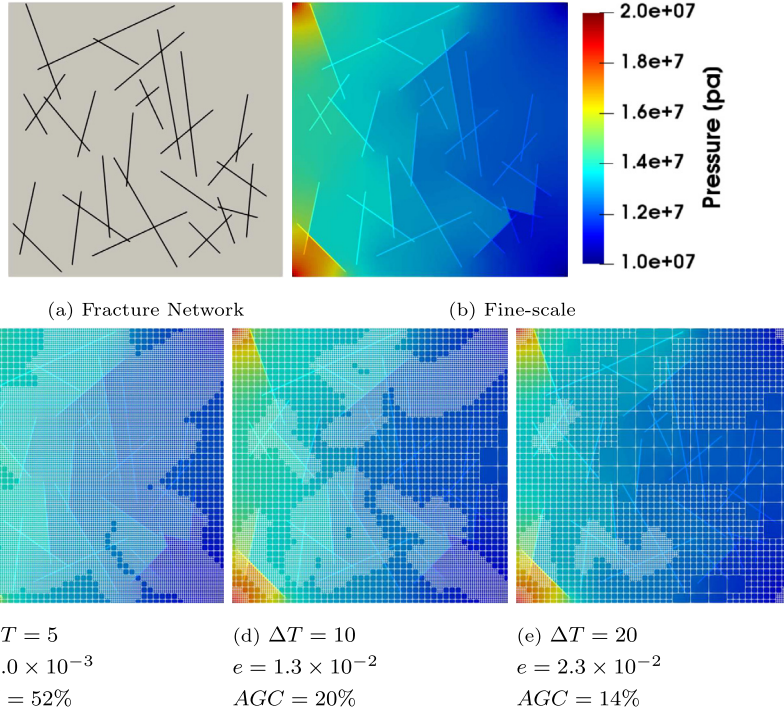 2.0e+07
1.8e+7
1.6e+7
1.4e+7
1.2e+7
1.0e+07
Pressure (pa)
(a) Fracture Network
(b) Fine-scale
T = 5
.0 × 10⁻³
= 52%
(d) ΔT = 10
e = 1.3 × 10⁻²
AGC = 20%
(e) ΔT = 20
e = 2.3 × 10⁻²
AGC = 14%